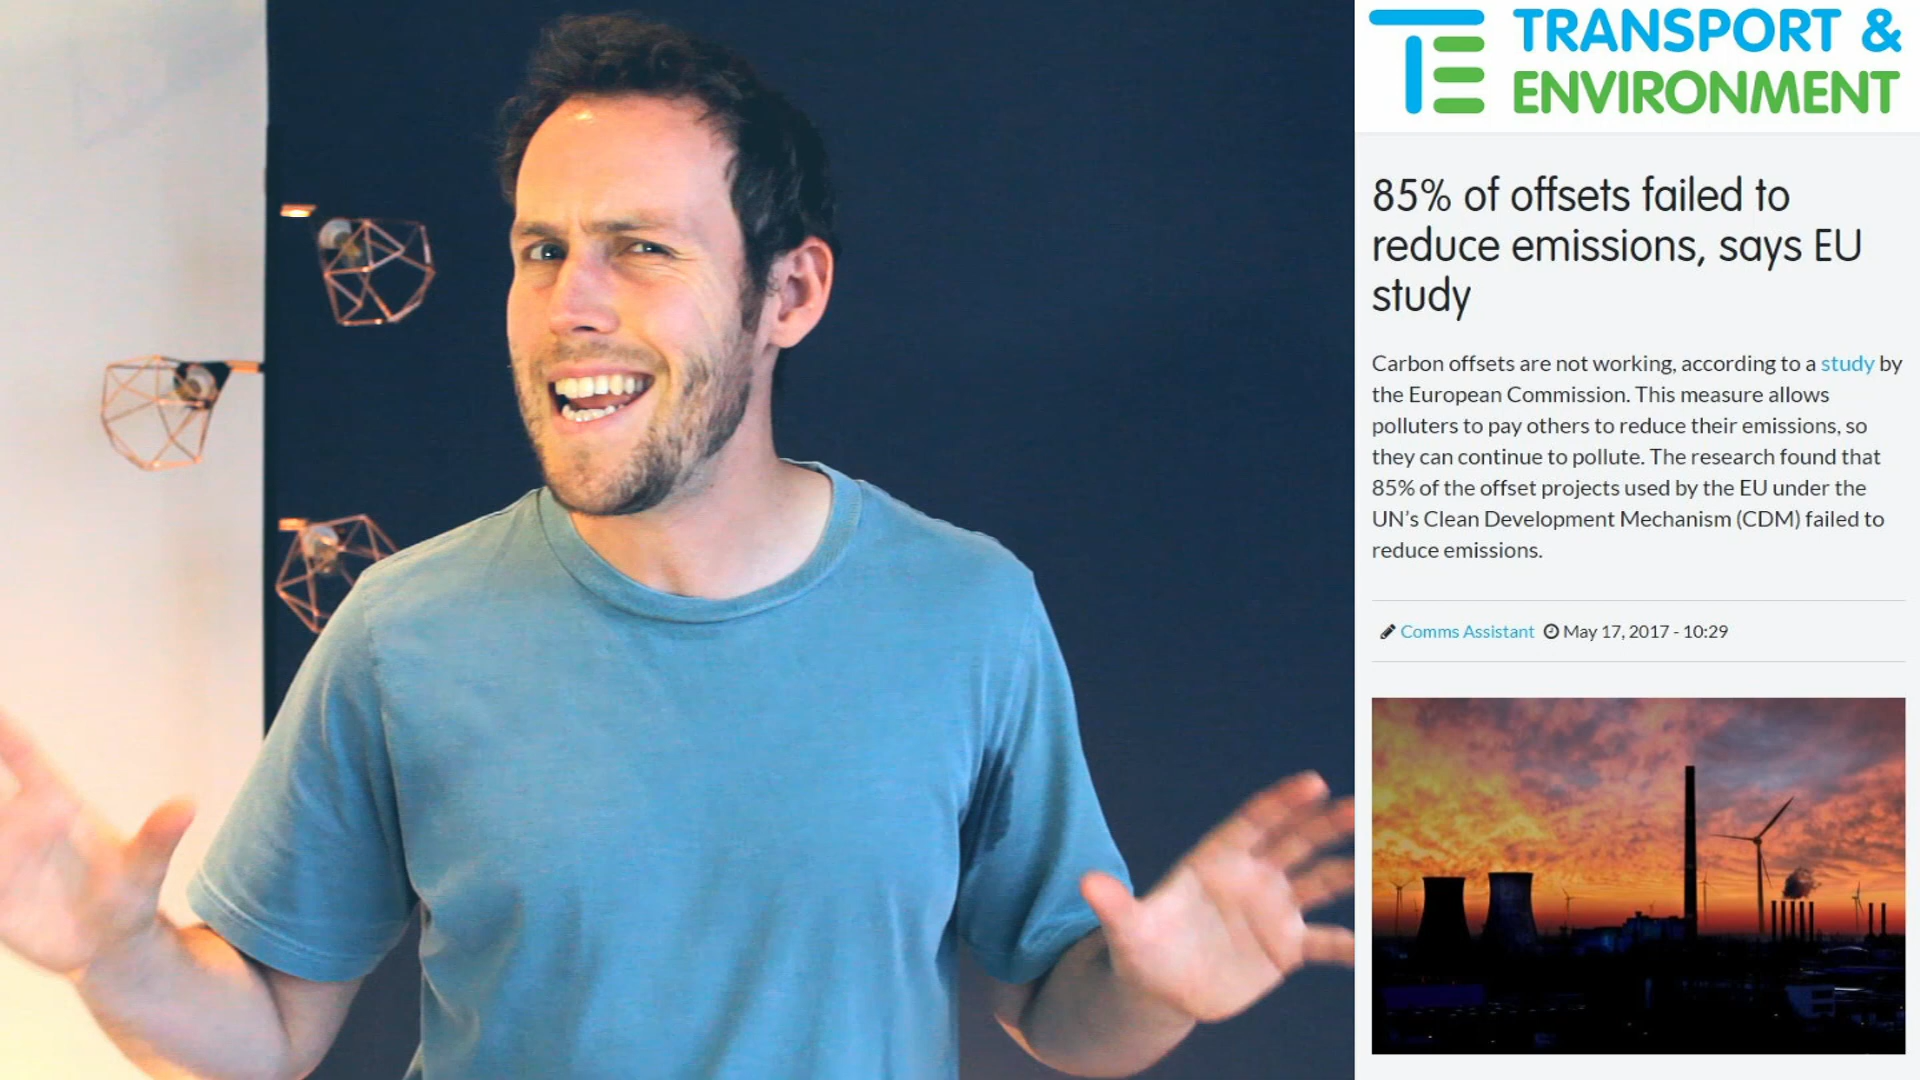 TRANSPORT &
ENVIRONMENT
85% of offsets failed to
reduce emissions, says EU
study
Carbon offsets are not working, according to a study by
the European Commission. This measure allows
polluters to pay others to reduce their emissions, so
they can continue to pollute. The research found that
85% of the offset projects used by the EU under the
UN’s Clean Development Mechanism (CDM) failed to
reduce emissions.
Comms Assistant May 17, 2017 - 10:29